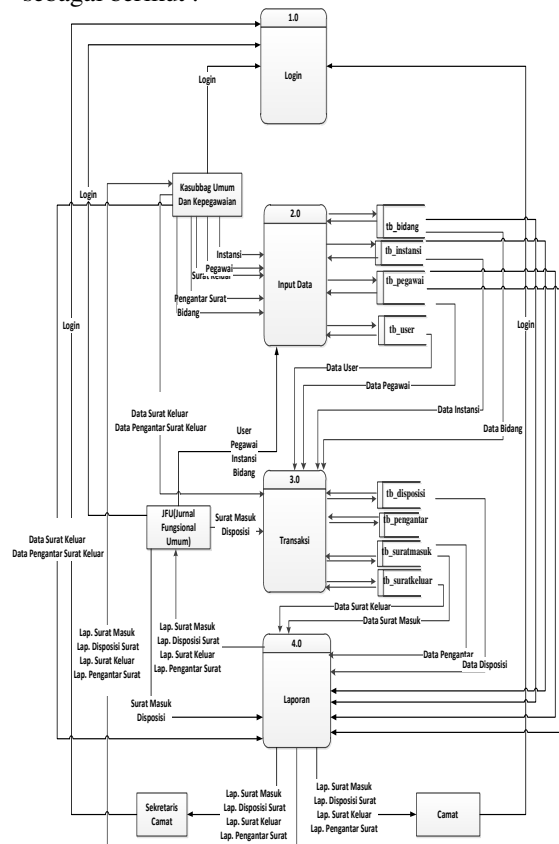 sebagai berikut :
1.0
Login
Login
Login
Login
Login
Kasubbag Umum
Dan Kepegawaian
Instansi
Pegawai
Surat Keluar
Pengantar Surat
Bidang
2.0
Input Data
tb_bidang
tb_instansi
tb_pegawai
tb_user
Data User
Data Pegawai
Data Instansi
Data Bidang
Data Surat Keluar
Data Pengantar Surat Keluar
User
Pegawai
Instansi
Bidang
3.0
Transaksi
tb_disposisi
tb_pengantar
tb_suratmasuk
tb_suratkeluar
JFU(Jurnal
Fungsional
Umum)
Surat Masuk
Disposisi
Data Surat Keluar
Data Pengantar Surat Keluar
Data Surat Keluar
Data Surat Masuk
Data Pengantar
Data Disposisi
Lap. Surat Masuk
Lap. Disposisi Surat
Lap. Surat Keluar
Lap. Pengantar Surat
Lap. Surat Masuk
Lap. Disposisi Surat
Lap. Surat Keluar
Lap. Pengantar Surat
4.0
Laporan
Surat Masuk
Disposisi
Sekretaris
Camat
Lap. Surat Masuk
Lap. Disposisi Surat
Lap. Surat Keluar
Lap. Pengantar Surat
Lap. Surat Masuk
Lap. Disposisi Surat
Lap. Surat Keluar
Lap. Pengantar Surat
Camat